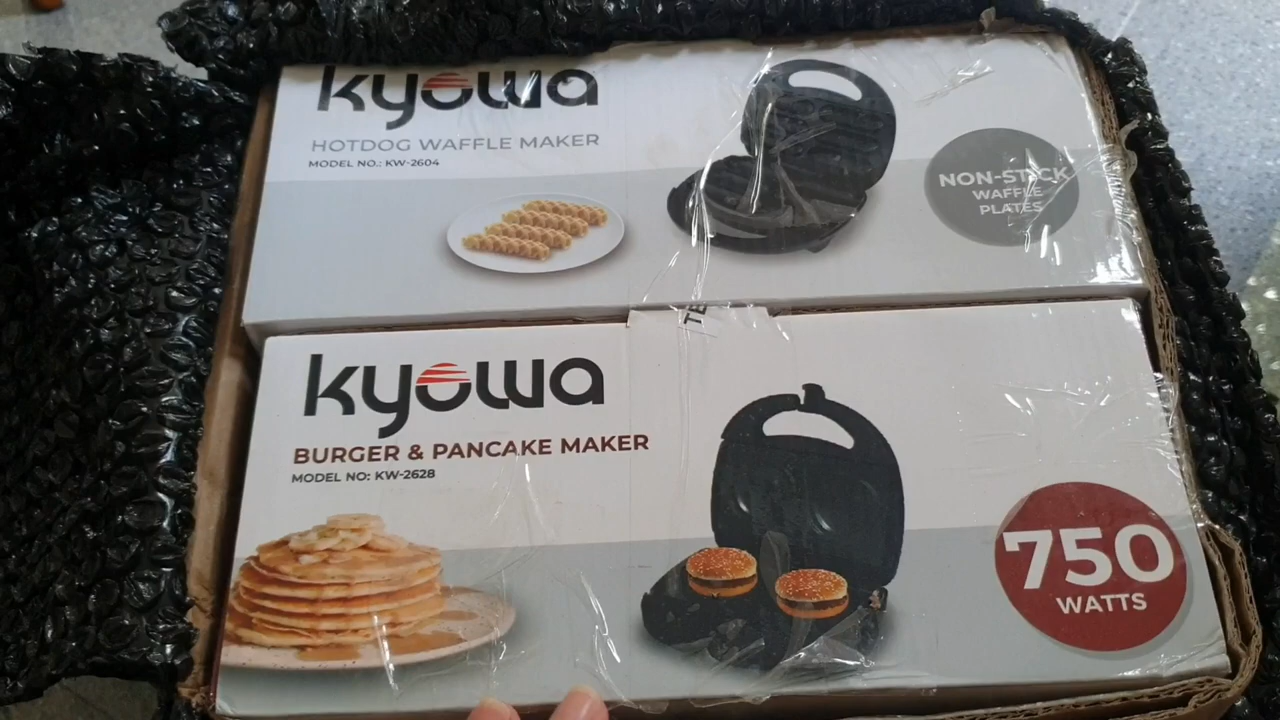 kyowa
HOTDOG WAFFLE MAKER
MODEL NO.: KW-2604
NON-STICK
WAFFLE
PLATES
TE
kyowa
BURGER & PANCAKE MAKER
MODEL NO: KW-2628
750
WATTS